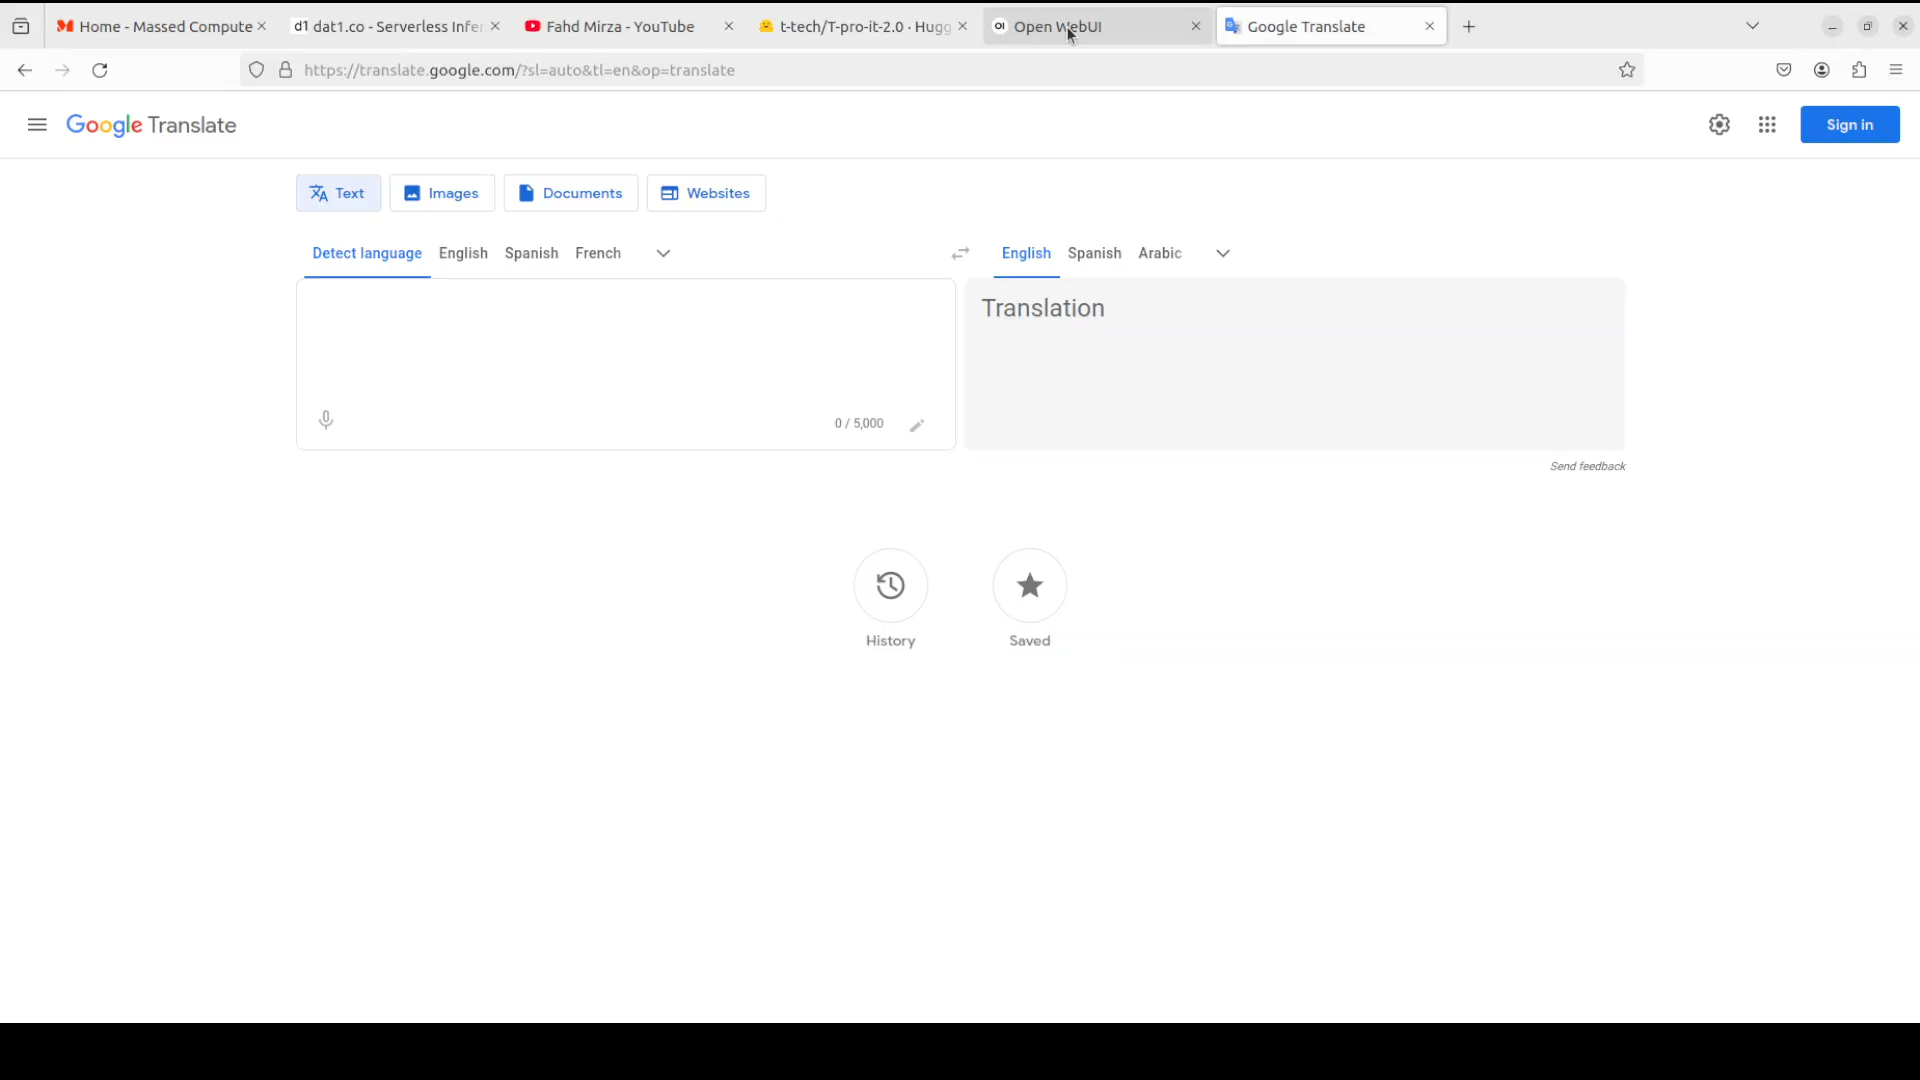 Home - Massed Compute
d1 dat1.co - Serverless Infer
Fahd Mirza - YouTube
t-tech/T-pro-it-2.0 · Hugg
OI Open WebUI
Google Translate
https://translate.google.com/?sl=auto&tl=en&op=translate
Google Translate
Sign in
Text
Images
Documents
Websites
Detect language
English
Spanish
French
English
Spanish
Arabic
Translation
0 / 5,000
Send feedback
History
Saved